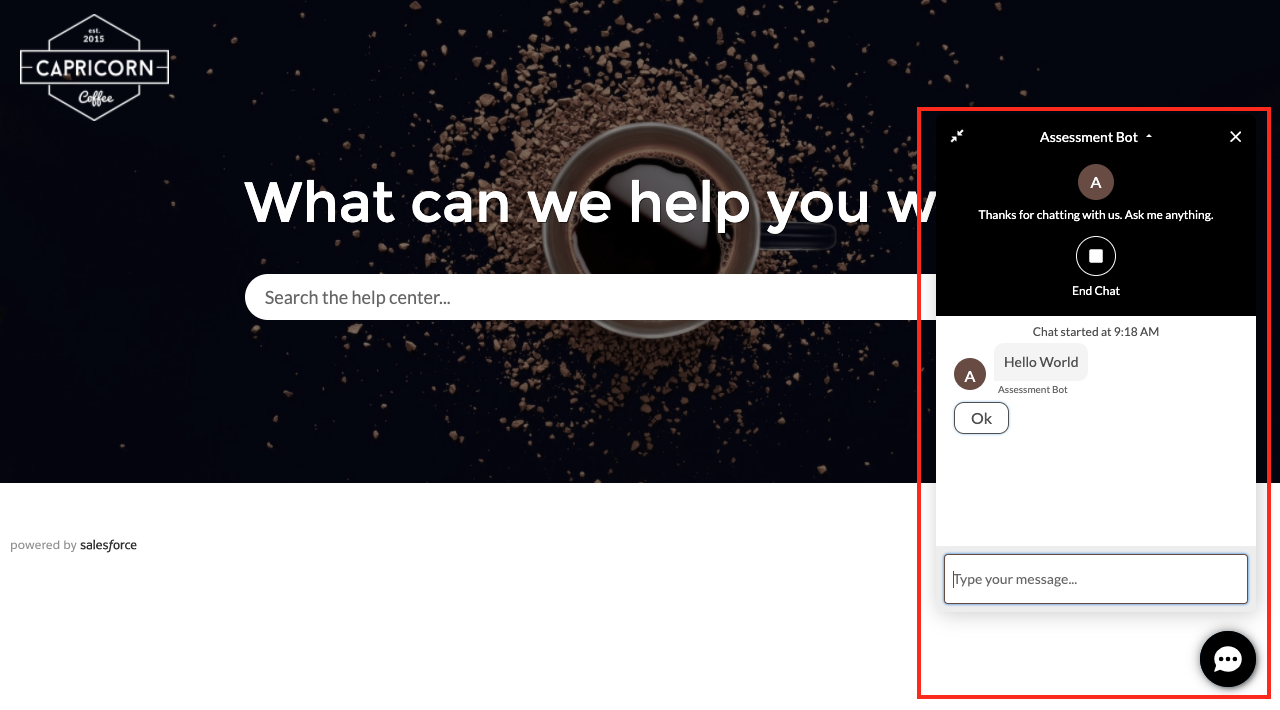 est.
2015
CAPRICORN
Coffee
What can we help you w
Search the help center...
powered by salesforce
Assessment Bot
A
Thanks for chatting with us. Ask me anything.
End Chat
Chat started at 9:18 AM
Hello World
A
Assessment Bot
Ok
Type your message...